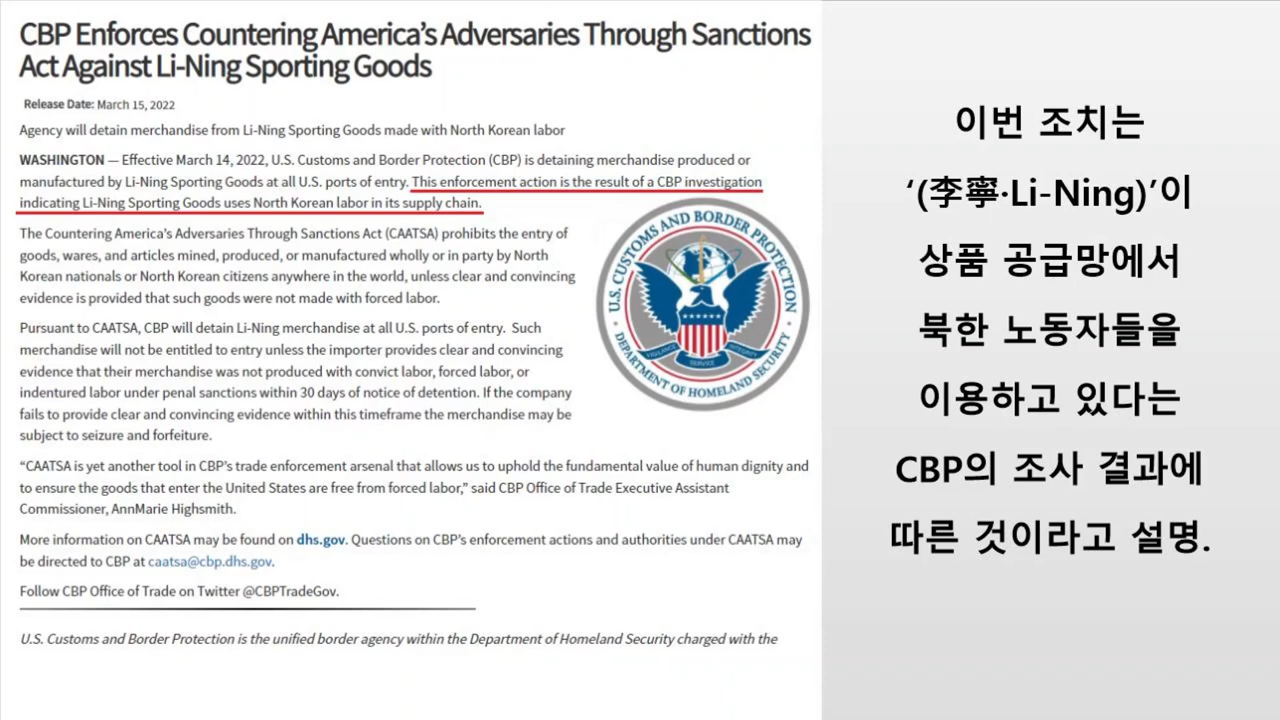 CBP Enforces Countering America's Adversaries Through Sanctions
Act Against Li-Ning Sporting Goods
Release Date: March 15, 2022
Agency will detain merchandise from Li-Ning Sporting Goods made with North Korean labor
WASHINGTON — Effective March 14, 2022, U.S. Customs and Border Protection (CBP) is detaining merchandise produced or
manufactured by Li-Ning Sporting Goods at all U.S. ports of entry. This enforcement action is the result of a CBP investigation
indicating Li-Ning Sporting Goods uses North Korean labor in its supply chain.
The Countering America's Adversaries Through Sanctions Act (CAATSA) prohibits the entry of
goods, wares, and articles mined, produced, or manufactured wholly or in part by North
Korean nationals or North Korean citizens anywhere in the world, unless clear and convincing
evidence is provided that such goods were not made with forced labor.
Pursuant to CAATSA, CBP will detain Li-Ning merchandise at all U.S. ports of entry. Such
merchandise will not be entitled to entry unless the importer provides clear and convincing
evidence that their merchandise was not produced with convict labor, forced labor, or
indentured labor under penal sanctions within 30 days of notice of detention. If the company
fails to provide clear and convincing evidence within this timeframe the merchandise may be
subject to seizure and forfeiture.
"CAATSA is yet another tool in CBP's trade enforcement arsenal that allows us to uphold the fundamental value of human dignity and
to ensure the goods that enter the United States are free from forced labor," said CBP Office of Trade Executive Assistant
Commissioner, AnnMarie Highsmith.
More information on CAATSA may be found on dhs.gov. Questions on CBP's enforcement actions and authorities under CAATSA may
be directed to CBP at caatsa@cbp.dhs.gov.
Follow CBP Office of Trade on Twitter @CBPTradeGov.
U.S. Customs and Border Protection is the unified border agency within the Department of Homeland Security charged with the
U.S. CUSTOMS AND BORDER PROTECTION
VIGILANCE SERVICE INTEGRITY
DEPARTMENT OF HOMELAND SECURITY
이번 조치는
'(李寧·Li-Ning)'이
상품 공급망에서
북한 노동자들을
이용하고 있다는
CBP의 조사 결과에
따른 것이라고 설명.